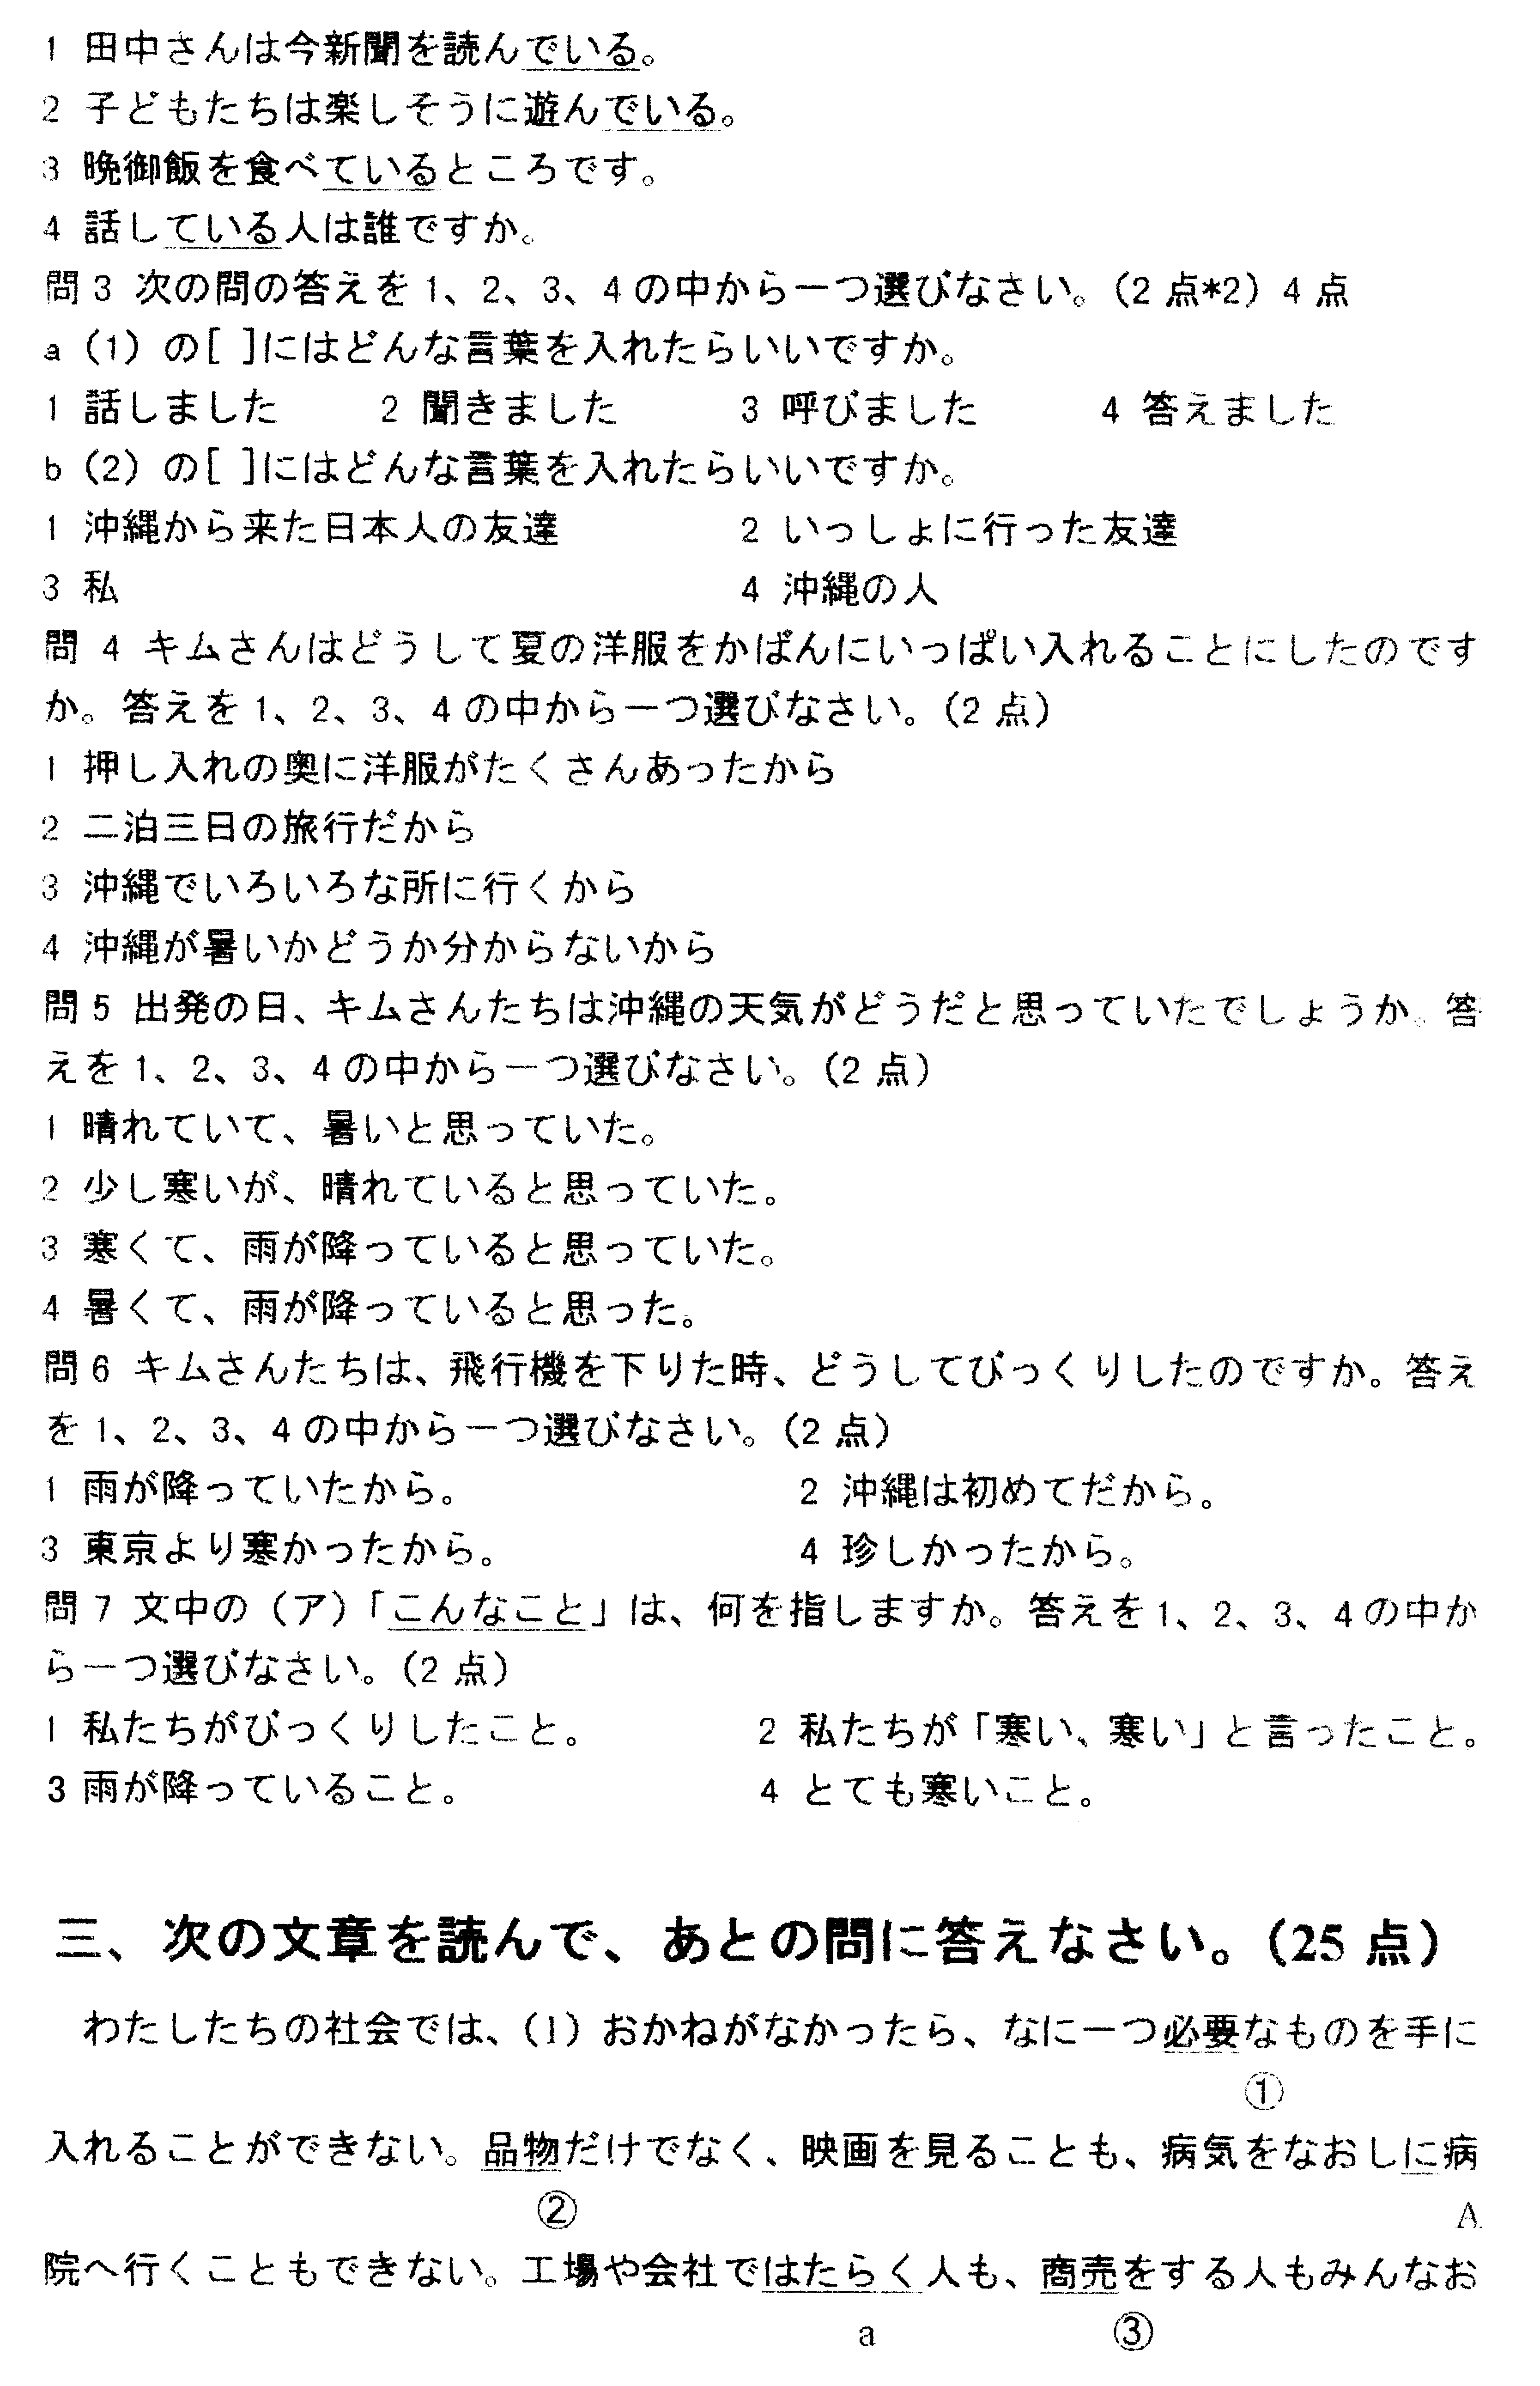 1 田中さんは今新聞を読んでいる。
2 子どもたちは楽しそうに遊んでいる。
3 晩御飯を食べているところです。
4 話している人は誰ですか。
問3 次の問の答えを1、2、3、4の中から一つ選びなさい。（2点*2）4点
a（1）の[ ]にはどんな言葉を入れたらいいですか。
1 話しました 2 聞きました 3 呼びました 4 答えました
b（2）の[ ]にはどんな言葉を入れたらいいですか。
1 沖縄から来た日本人の友達 2 いっしょに行った友達
3 私 4 沖縄の人
問 4 キムさんはどうして夏の洋服をかばんにいっぱい入れることにしたのです
か。答えを1、2、3、4の中から一つ選びなさい。（2点）
1 押し入れの奥に洋服がたくさんあったから
2 二泊三日の旅行だから
3 沖縄でいろいろな所に行くから
4 沖縄が暑いかどうか分からないから
問5 出発の日、キムさんたちは沖縄の天気がどうだと思っていたでしょうか。答
えを1、2、3、4の中から一つ選びなさい。（2点）
1 晴れていて、暑いと思っていた。
2 少し寒いが、晴れていると思っていた。
3 寒くて、雨が降っていると思っていた。
4 暑くて、雨が降っていると思った。
問6 キムさんたちは、飛行機を下りた時、どうしてびっくりしたのですか。答え
を1、2、3、4の中から一つ選びなさい。（2点）
1 雨が降っていたから。 2 沖縄は初めてだから。
3 東京より寒かったから。 4 珍しかったから。
問7 文中の（ア）「こんなこと」は、何を指しますか。答えを1、2、3、4の中か
ら一つ選びなさい。（2点）
1 私たちがびっくりしたこと。 2 私たちが「寒い、寒い」と言ったこと。
3 雨が降っていること。 4 とても寒いこと。
三、次の文章を読んで、あとの問に答えなさい。（25点）
わたしたちの社会では、（1）おかねがなかったら、なに一つ必要なものを手に
①
入れることができない。品物だけでなく、映画を見ることも、病気をなおしに病
② A
院へ行くこともできない。工場や会社ではたらく人も、商売をする人もみんなお
a ③